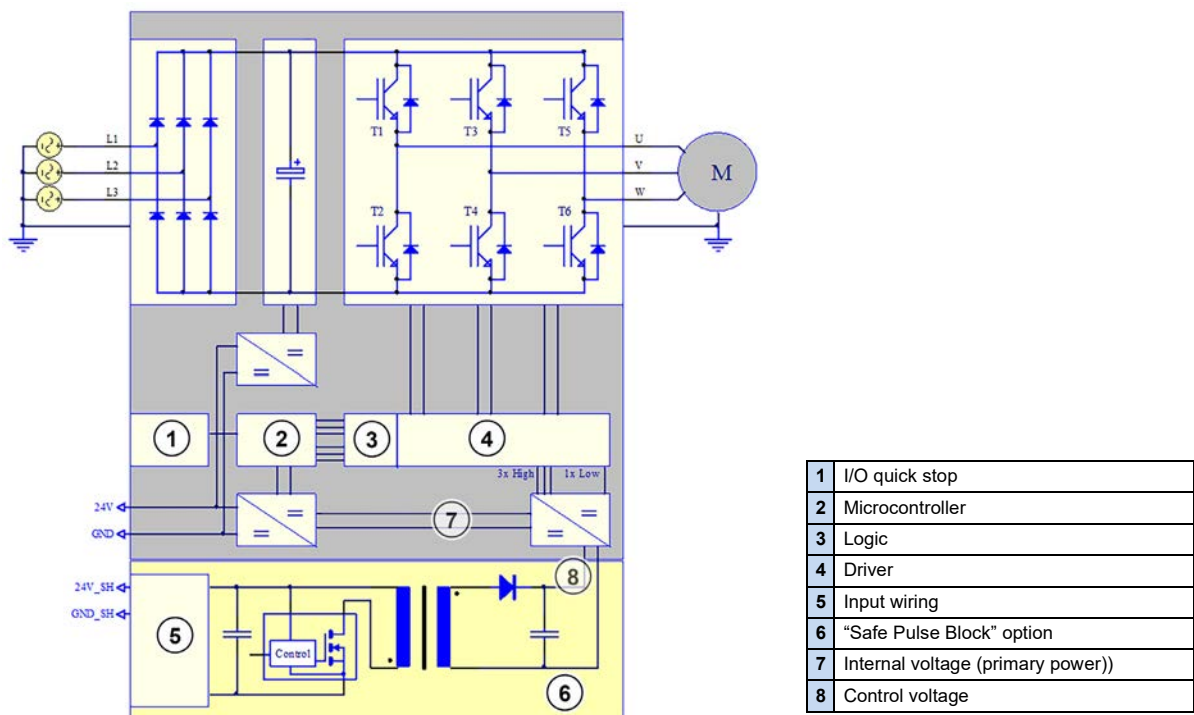 T1
T3
T5
L1
L2
L3
U
V
W
M
T2
T4
T6
1
2
3
4
3x High
1x Low
24V
GND
7
8
24V_SH
GND_SH
5
Control
6
1 I/O quick stop
2 Microcontroller
3 Logic
4 Driver
5 Input wiring
6 “Safe Pulse Block” option
7 Internal voltage (primary power))
8 Control voltage